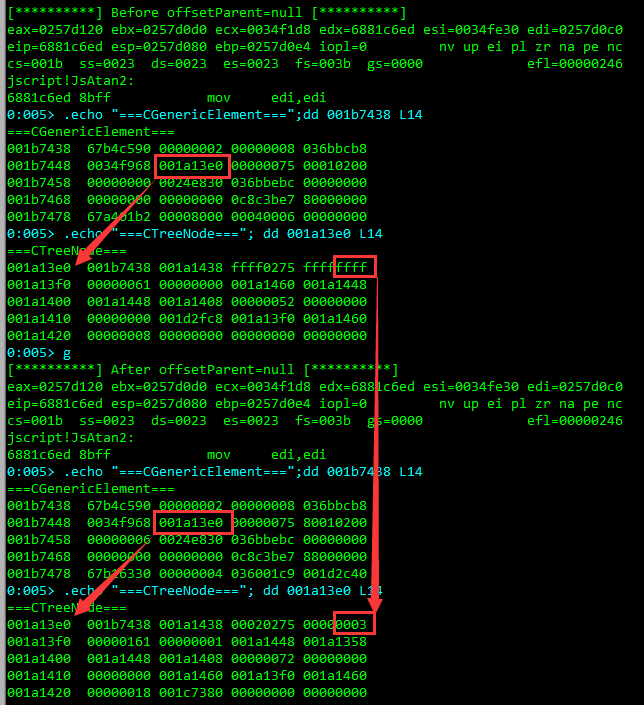 [**********] Before offsetParent=null [**********]
eax=0257d120 ebx=0257d0d0 ecx=0034f1d8 edx=6881c6ed esi=0034fe30 edi=0257d0c0
eip=6881c6ed esp=0257d080 ebp=0257d0e4 iopl=0 nv up ei pl zr na pe nc
cs=001b ss=0023 ds=0023 es=0023 fs=003b gs=0000 efl=00000246
jscript!JsAtan2:
6881c6ed 8bff mov edi,edi
0:005> .echo "===CGenericElement===";dd 001b7438 L14
===CGenericElement===
001b7438 67b4c590 00000002 00000008 036bbcb8
001b7448 0034f968 001a13e0 00000075 00010200
001b7458 00000000 0024e830 036bbebc 00000000
001b7468 00000000 00000000 0c8c3be7 80000000
001b7478 67a401b2 00008000 00040006 00000000
0:005> .echo "===CTreeNode==="; dd 001a13e0 L14
===CTreeNode===
001a13e0 001b7438 001a1438 ffff0275 ffffffff
001a13f0 00000061 00000000 001a1460 001a1448
001a1400 001a1448 001a1408 00000052 00000000
001a1410 00000000 001d2fc8 001a13f0 001a1460
001a1420 00000008 00000000 00000000 00000000
0:005> g
[**********] After offsetParent=null [**********]
eax=0257d120 ebx=0257d0d0 ecx=0034f1d8 edx=6881c6ed esi=0034fe30 edi=0257d0c0
eip=6881c6ed esp=0257d080 ebp=0257d0e4 iopl=0 nv up ei pl zr na pe nc
cs=001b ss=0023 ds=0023 es=0023 fs=003b gs=0000 efl=00000246
jscript!JsAtan2:
6881c6ed 8bff mov edi,edi
0:005> .echo "===CGenericElement===";dd 001b7438 L14
===CGenericElement===
001b7438 67b4c590 00000002 00000008 036bbcb8
001b7448 0034f968 001a13e0 00000075 80010200
001b7458 00000006 0024e830 036bbebc 00000000
001b7468 00000000 00000000 0c8c3be7 88000000
001b7478 00000004 036001c9 001d2c40
0:005> .echo "===CTreeNode==="; dd 001a13e0 L14
===CTreeNode===
001a13e0 001b7438 001a1438 00020275 00000003
001a13f0 00000161 00000001 001a1448 001a1358
001a1400 001a1448 001a1408 00000072 00000000
001a1410 00000000 001a1460 001a13f0 001a1460
001a1420 00000018 001c7380 00000000 00000000